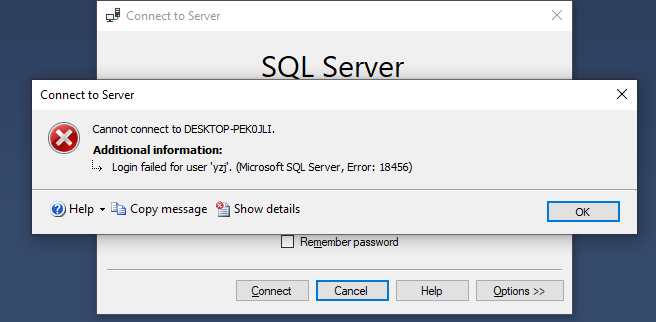 Connect to Server
SQL Server
Connect to Server
Cannot connect to DESKTOP-PEK0JLI.
Additional information:
Login failed for user 'yzj'. (Microsoft SQL Server, Error: 18456)
Help
Copy message
Show details
OK
Remember password
Connect
Cancel
Help
Options >>